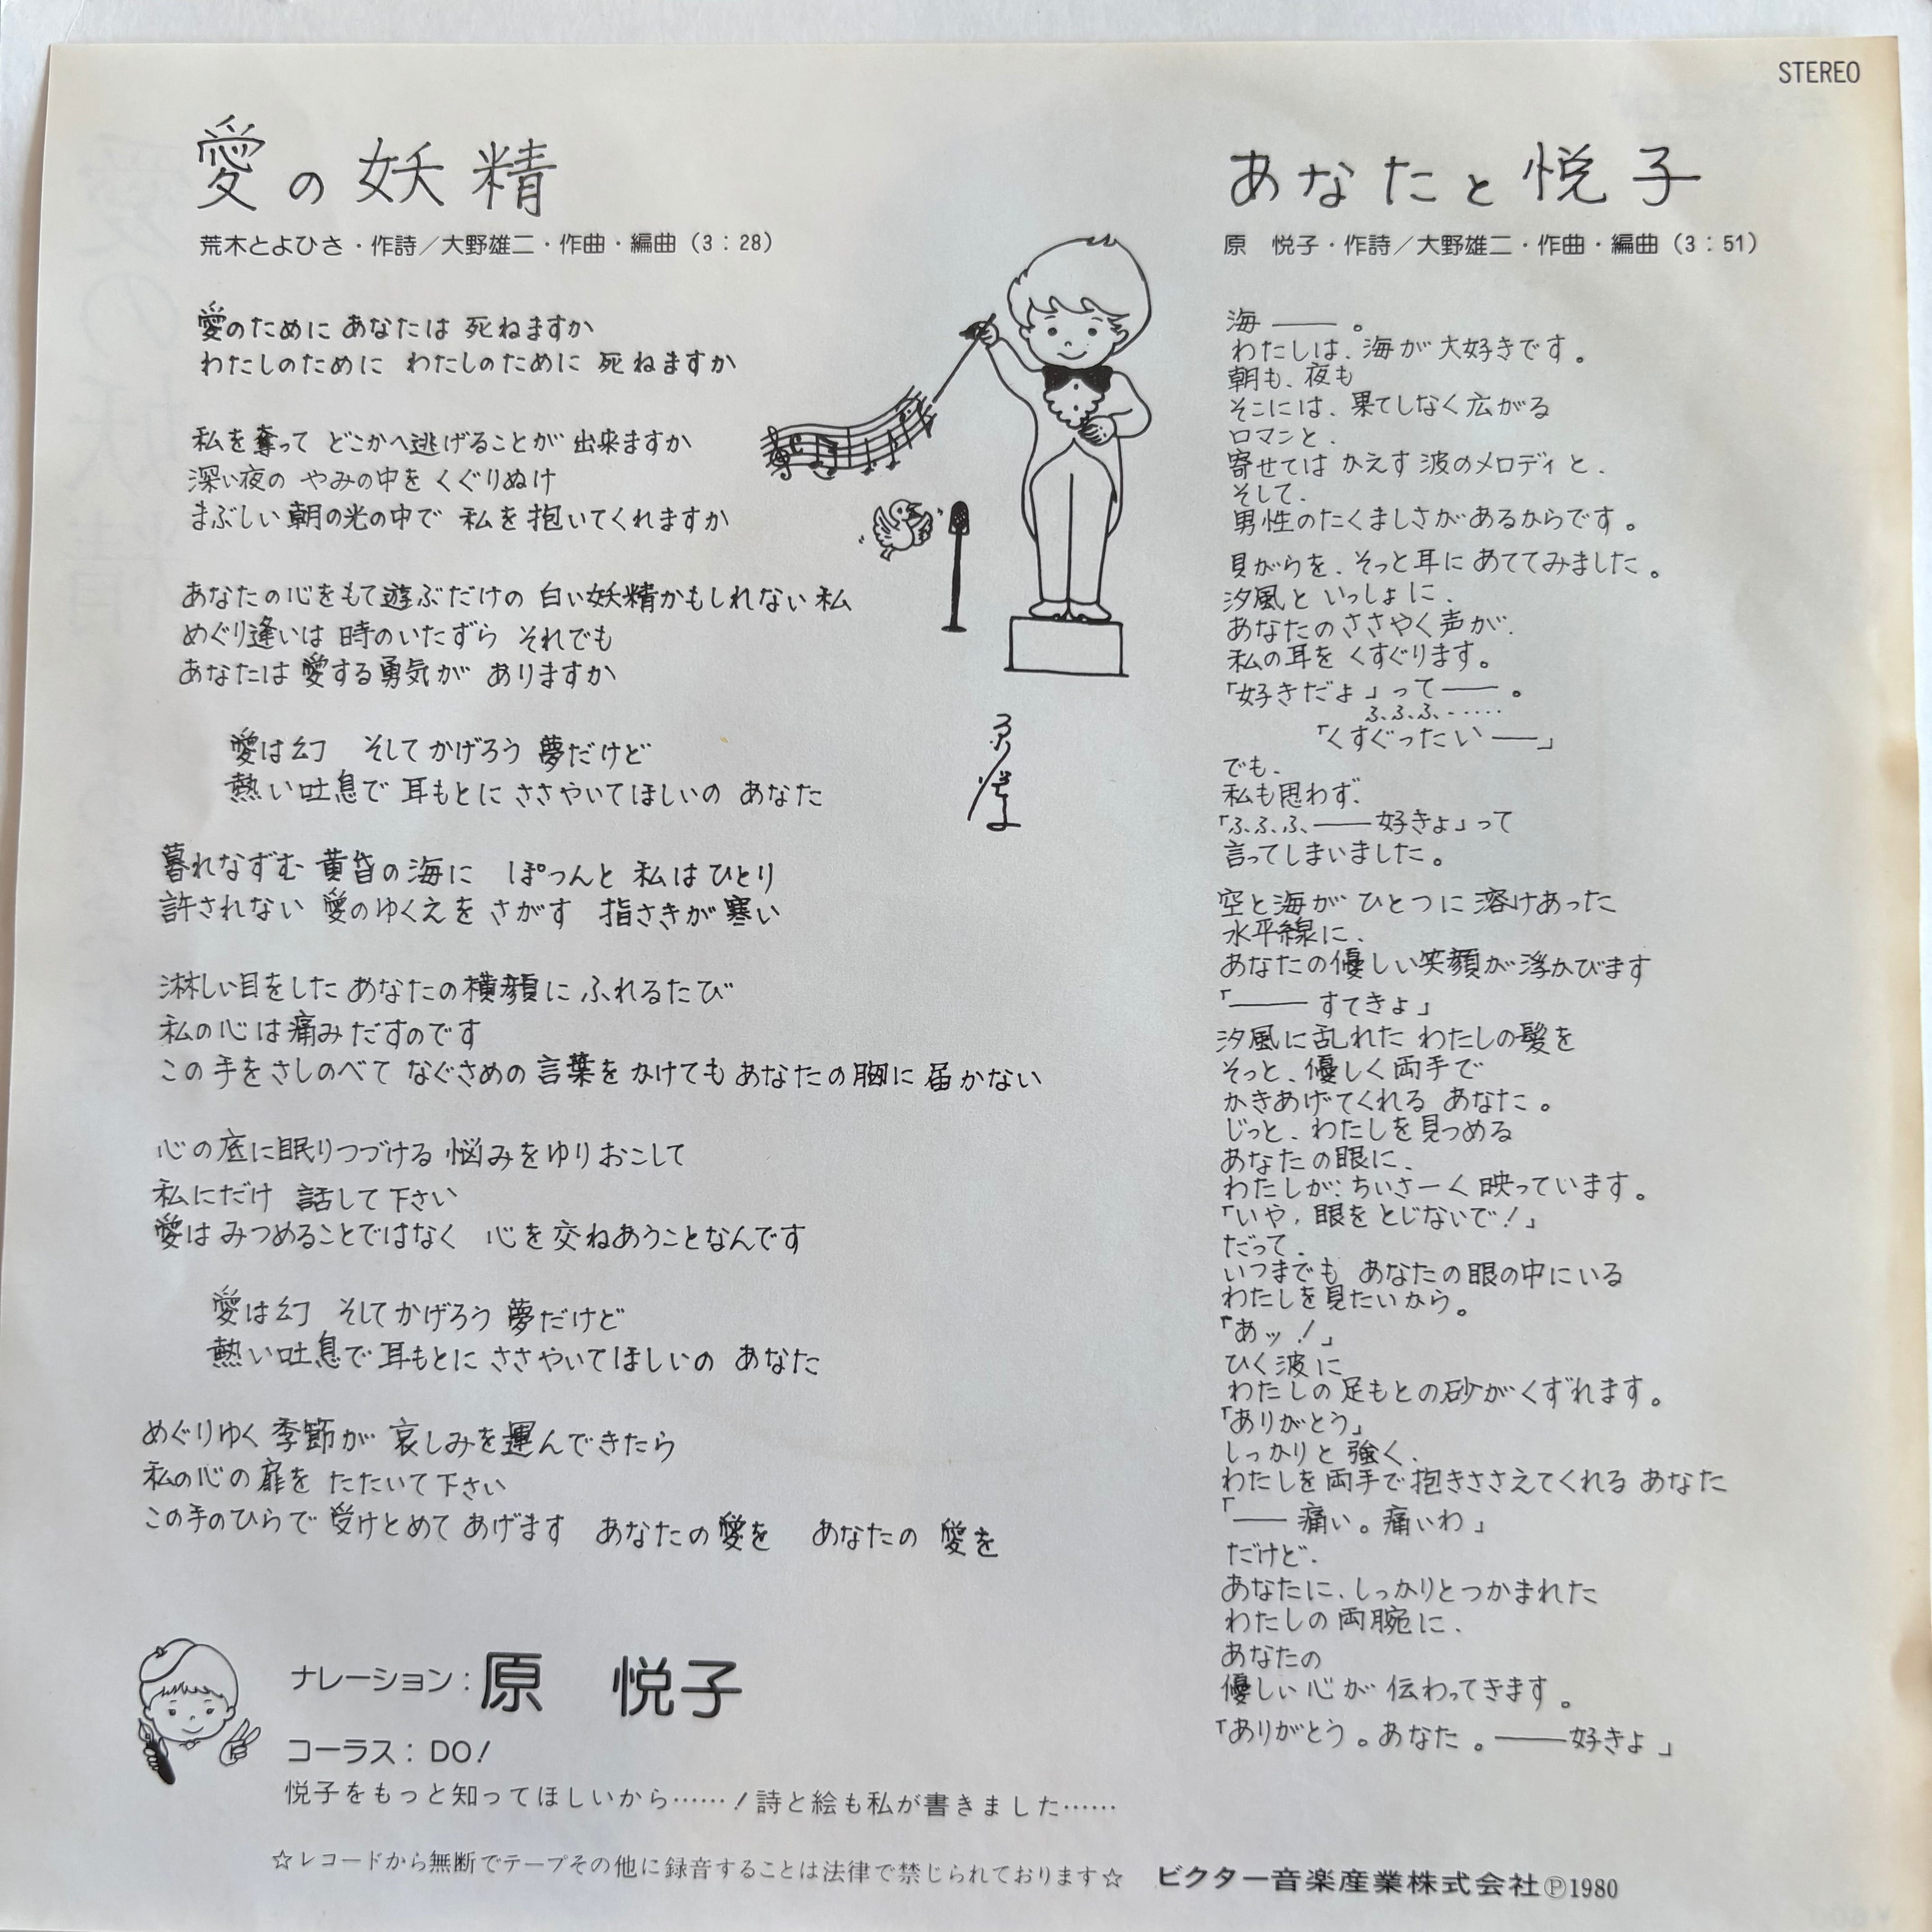 STEREO
愛の妖精
荒木とよひさ・作詩／大野雄二・作曲・編曲（3：28）
愛のために あなたは 死ねますか
わたしのために わたしのために 死ねますか
私を奪って どこかへ逃げることが 出来ますか
深い夜の やみの中を くぐりぬけ
まぶしい朝の光の中で 私を抱いてくれますか
あなたの心をもて遊ぶだけの 白い妖精かもしれない私
めぐり逢いは 時のいたずら それでも
あなたは 愛する勇気が ありますか
愛は幻 そしてかげろう 夢だけど
熱い吐息で 耳もとに ささやいてほしいの あなた
暮れなずむ 黄昏の海に ぽつんと 私は ひとり
許されない 愛のゆくえを さがす 指さきが寒い
淋しい目をした あなたの横顔に ふれるたび
私の心は痛みだすのです
この手をさしのべて なぐさめの言葉をかけても あなたの胸に届かない
心の底に眠りつづける 悩みをゆりおこして
私にだけ 話して下さい
愛は みつめることではなく 心を交ねあうことなんです
愛は幻 そしてかげろう 夢だけど
熱い吐息で 耳もとに ささやいてほしいの あなた
めぐりゆく季節が 哀しみを運んできたら
私の心の扉を たたいて下さい
この手のひらで 受けとめて あげます あなたの愛を あなたの 愛を
ナレーション：原 悦子
コーラス：DO！
悦子をもっと知ってほしいから……！詩と絵も私が書きました……
あなたと悦子
原 悦子・作詩／大野雄二・作曲・編曲（3：51）
海――。
わたしは、海が大好きです。
朝も、夜も
そこには、果てしなく広がる
ロマンと、
寄せては かえす 波のメロディと、
そして、
男性のたくましさがあるからです。
貝がらを、そっと耳に あててみました。
汐風と いっしょに、
あなたのささやく声が、
私の耳を くすぐります。
「好きだょ」って――。
ふ、ふ、ふ、……
「くすぐったい――」
でも、
私も思わず、
「ふ、ふ、ふ、――好きょ」って
言ってしまいました。
空と海が ひとつに 溶けあった
水平線に、
あなたの優しい笑顔が浮かびます
「―― すてきょ」
汐風に乱れた わたしの髪を
そっと、優しく両手で
かきあげてくれる あなた。
じっと、わたしを見つめる
あなたの眼に、
わたしが、ちぃさーく 映っています。
「いや、眼を とじないで！」
だって、
いつまでも あなたの眼の中にいる
わたしを見たいから。
「あッ！」
ひく波に
わたしの足もとの砂がくずれます。
「ありがとう」
しっかりと強く、
わたしを両手で抱きささえてくれる あなた
「―― 痛い。痛いわ」
だけど、
あなたに、しっかりとつかまれた
わたしの両腕に、
あなたの
優しい心が 伝わってきます。
「ありがとう。あなた。――好きょ」
☆レコードから無断でテープその他に録音することは法律で禁じられております☆ ビクター音楽産業株式会社Ⓟ1980